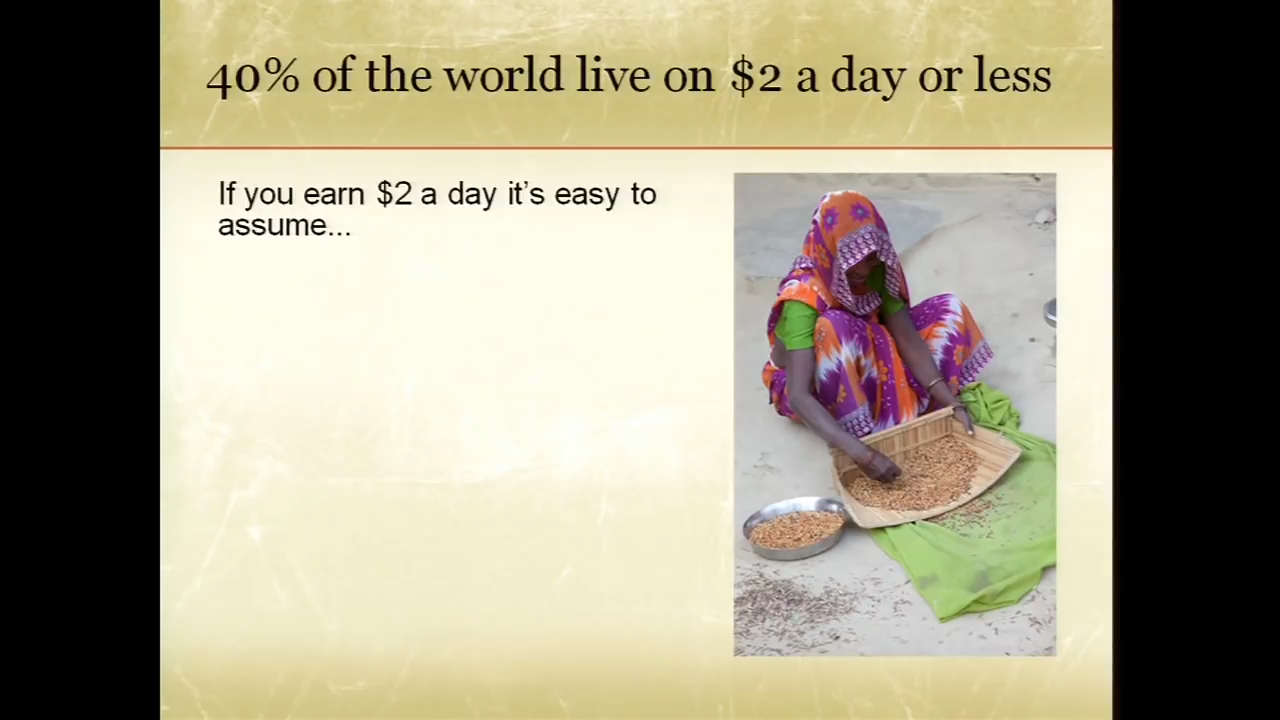 40% of the world live on $2 a day or less
If you earn $2 a day it’s easy to
assume...